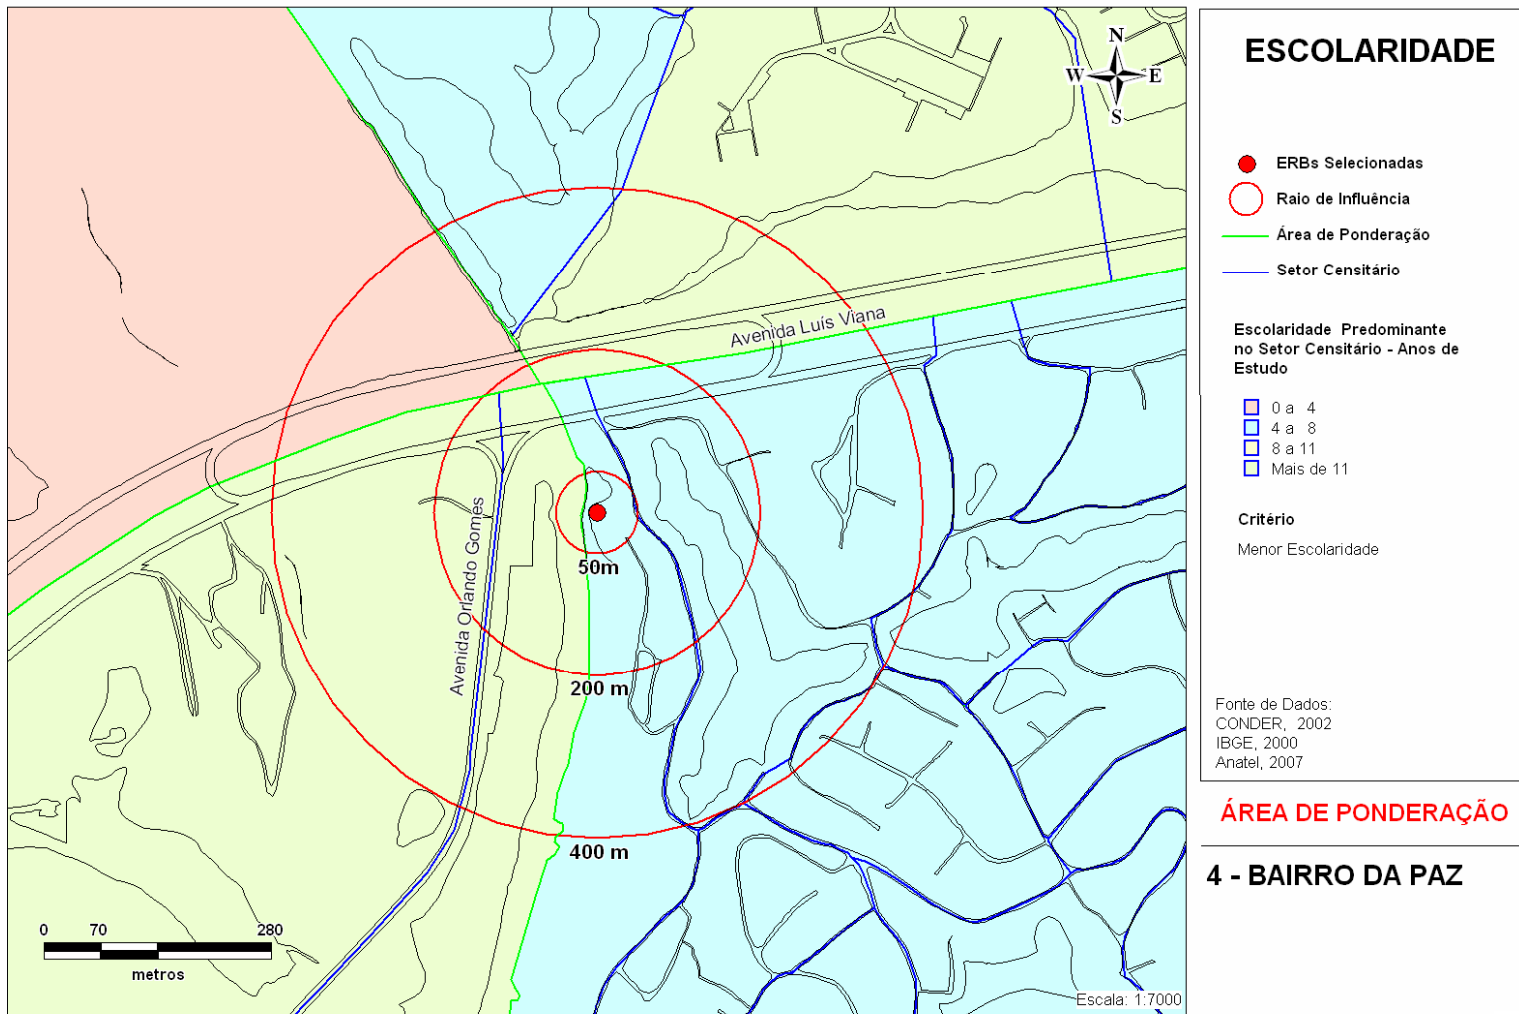 ESCOLARIDADE
N
W E
S
ERBs Selecionadas
Raio de Influência
Área de Ponderação
Setor Censitário
Escolaridade Predominante
no Setor Censitário - Anos de
Estudo
0 a 4
4 a 8
8 a 11
Mais de 11
Critério
Menor Escolaridade
Fonte de Dados:
CONDER, 2002
IBGE, 2000
Anatel, 2007
ÁREA DE PONDERAÇÃO
4 - BAIRRO DA PAZ
Avenida Luís Viana
Avenida Orlando Gomes
50m
200 m
400 m
0 70 280
metros
Escala: 1:7000